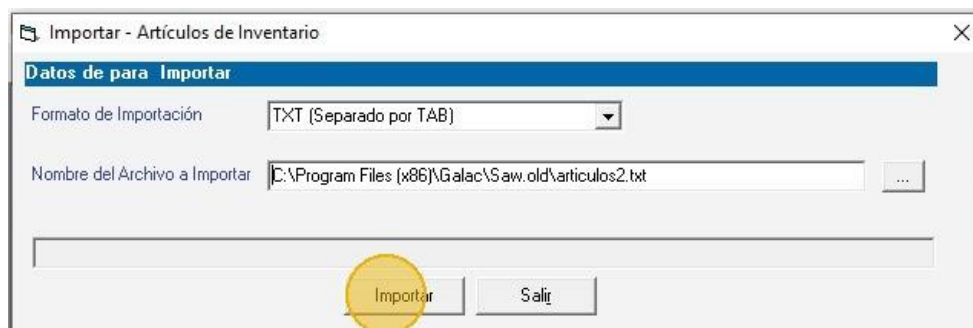 Importar - Artículos de Inventario
Datos de para Importar
Formato de Importación TXT (Separado por TAB)
Nombre del Archivo a Importar C:\Program Files (x86)\Galac\Saw.old\articulos2.txt ...
Importar Salir